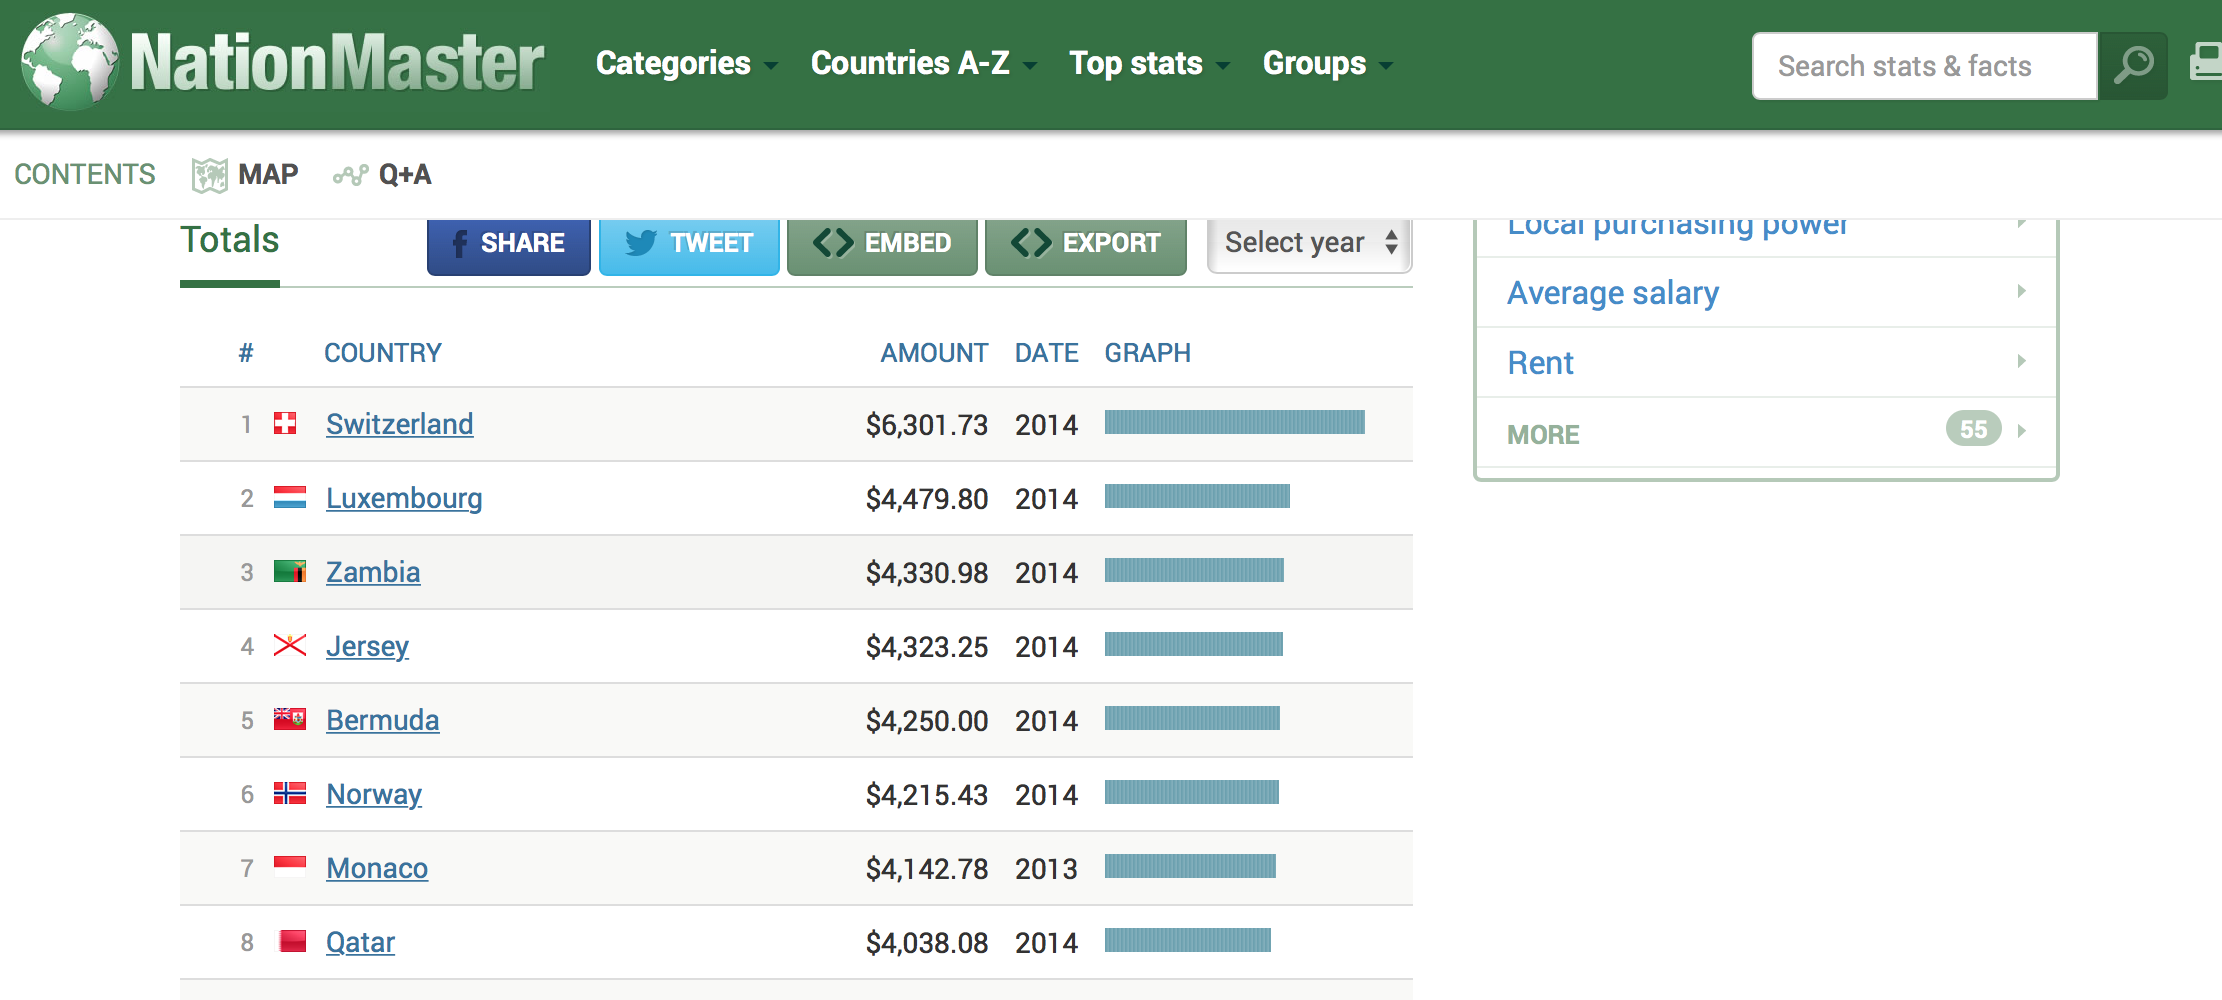 NationMaster Categories Countries A-Z Top stats Groups Search stats & facts
CONTENTS MAP Q+A
Totals SHARE TWEET EMBED EXPORT Select year
Local purchasing power
Average salary
Rent
MORE 55
# COUNTRY AMOUNT DATE GRAPH
1 Switzerland $6,301.73 2014
2 Luxembourg $4,479.80 2014
3 Zambia $4,330.98 2014
4 Jersey $4,323.25 2014
5 Bermuda $4,250.00 2014
6 Norway $4,215.43 2014
7 Monaco $4,142.78 2013
8 Qatar $4,038.08 2014